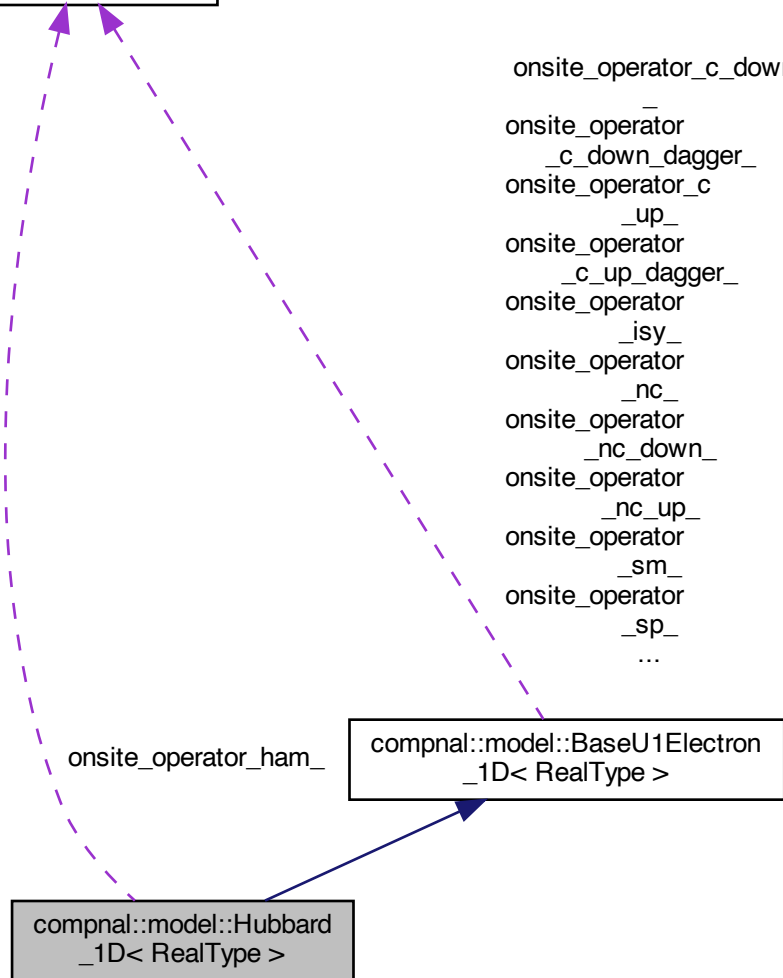 onsite_operator_c_down
_
onsite_operator
_c_down_dagger_
onsite_operator_c
_up_
onsite_operator
_c_up_dagger_
onsite_operator
_isy_
onsite_operator
_nc_
onsite_operator
_nc_down_
onsite_operator
_nc_up_
onsite_operator
_sm_
onsite_operator
_sp_
...
onsite_operator_ham_
compnal::model::BaseU1Electron
_1D< RealType >
compnal::model::Hubbard
_1D< RealType >